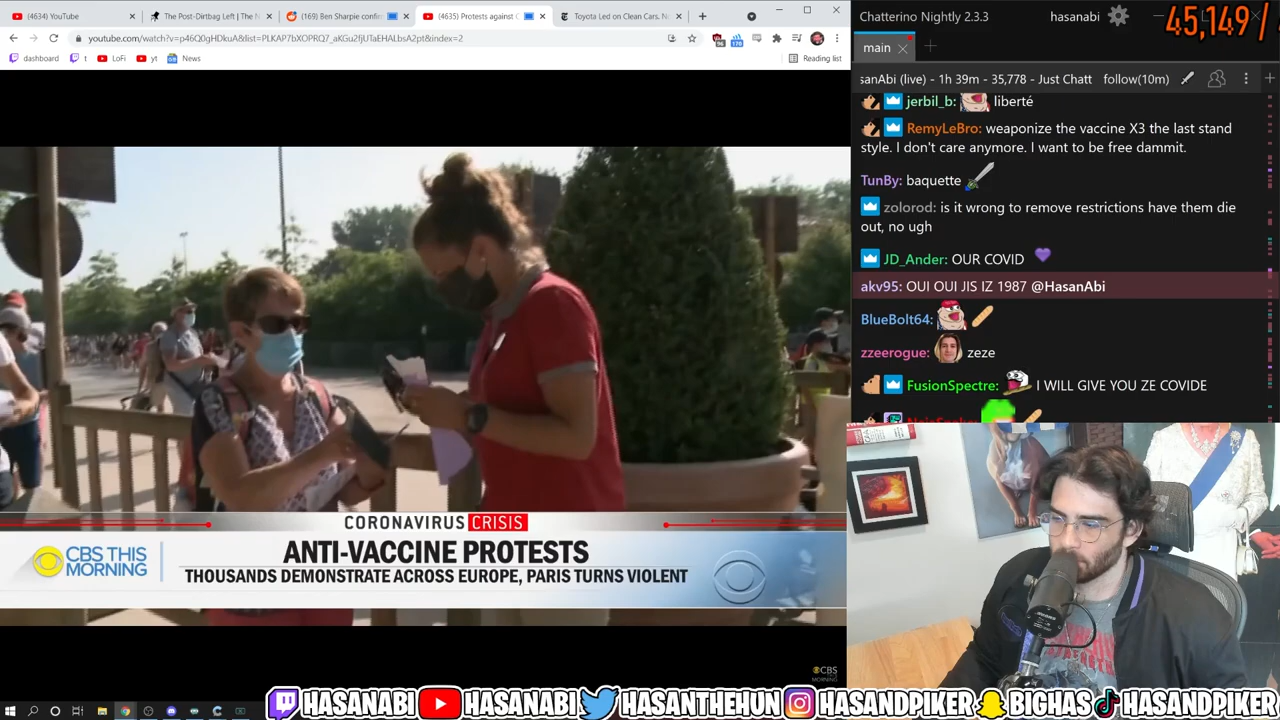 (4634) YouTube
The Post-Dirtbag Left | The N
(169) Ben Sharpie confirm
(4635) Protests against C
Toyota Led on Clean Cars. N
youtube.com/watch?v=p46Q0gHDkuA&list=PLKAP7bXOPRQ7_aKGu2fjUTaEHALbsA2pt&index=2
dashboard
t
LoFi
yt
News
Reading list
CORONAVIRUS CRISIS
CBS THIS
MORNING
ANTI-VACCINE PROTESTS
THOUSANDS DEMONSTRATE ACROSS EUROPE, PARIS TURNS VIOLENT
CBS
MORNING
Chatterino Nightly 2.3.3
hasanabi
45,149 /
main
sanAbi (live) - 1h 39m - 35,778 - Just Chatt
follow(10m)
jerbil_b: liberté
RemyLeBro: weaponize the vaccine X3 the last stand
style. I don't care anymore. I want to be free dammit.
TunBy: baquette
zolorod: is it wrong to remove restrictions have them die
out, no ugh
JD_Ander: OUR COVID
akv95: OUI OUI JIS IZ 1987 @HasanAbi
BlueBolt64:
zzeerogue: zeze
FusionSpectre: I WILL GIVE YOU ZE COVIDE
HASANABI
HASANABI
HASANTHEHUN
HASANDPIKER
BIGHAS
HASANDPIKER